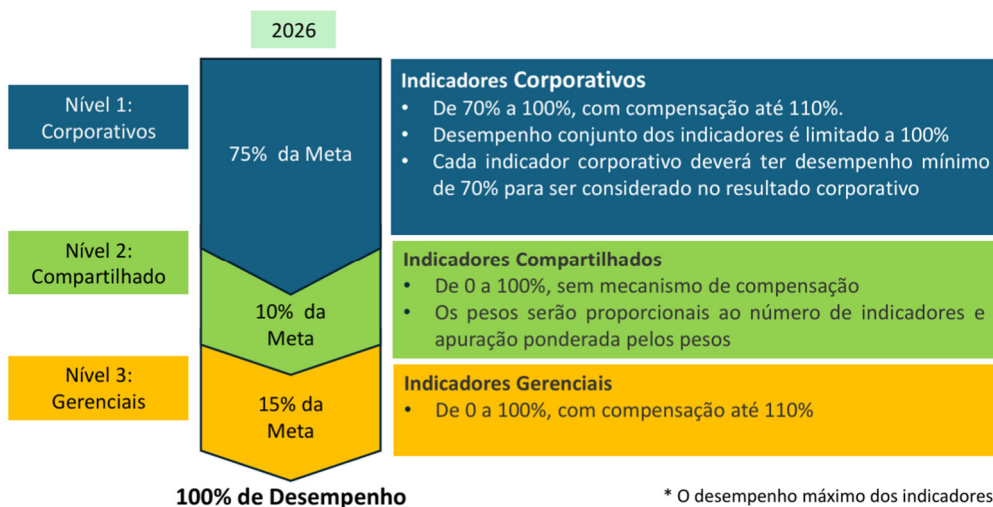 2026
Nível 1:
Corporativos
75% da Meta
Indicadores Corporativos
• De 70% a 100%, com compensação até 110%.
• Desempenho conjunto dos indicadores é limitado a 100%
• Cada indicador corporativo deverá ter desempenho mínimo
de 70% para ser considerado no resultado corporativo
Nível 2:
Compartilhado
10% da
Meta
Indicadores Compartilhados
• De 0 a 100%, sem mecanismo de compensação
• Os pesos serão proporcionais ao número de indicadores e
apuração ponderada pelos pesos
Nível 3:
Gerenciais
15% da
Meta
Indicadores Gerenciais
• De 0 a 100%, com compensação até 110%
100% de Desempenho
* O desempenho máximo dos indicadores